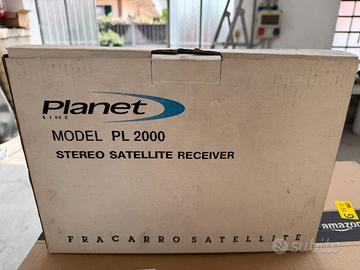 Planet
LINE
MODEL PL 2000
STEREO SATELLITE RECEIVER
FRACARRO SATELLITE
amazon
subito